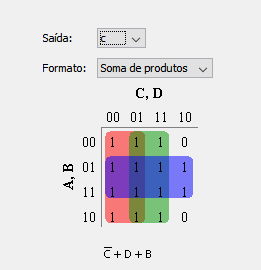 Saída: c
Formato: Soma de produtos
C, D
00 01 11 10
A, B
00 1 1 1 0
01 1 1 1 1
11 1 1 1 1
10 1 1 1 0
C̅ + D + B